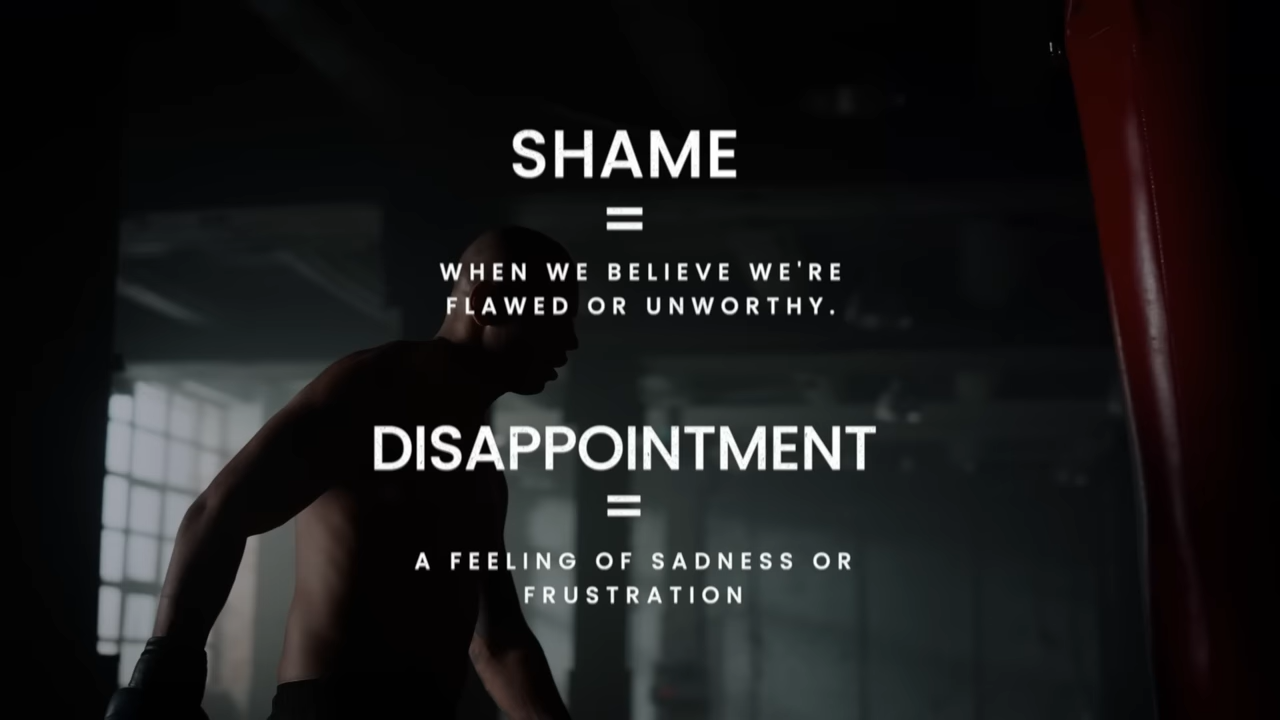 SHAME
=
WHEN WE BELIEVE WE'RE
FLAWED OR UNWORTHY.
DISAPPOINTMENT
=
A FEELING OF SADNESS OR
FRUSTRATION